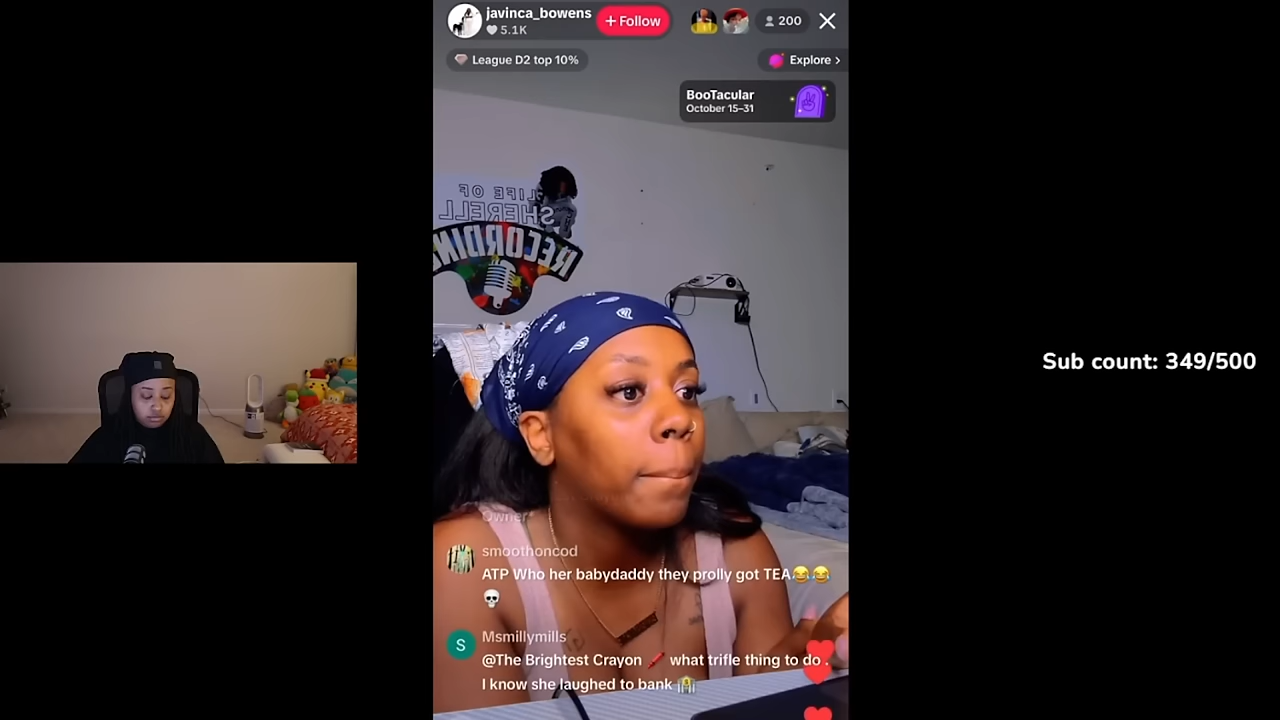 javinca_bowens
5.1K
+ Follow
200
League D2 top 10%
Explore >
BooTacular
October 15–31
LIFE OF
SHERELL
RECORDIN
Owner
smoothoncod
ATP Who her babydaddy they prolly got TEA😂😂
💀
S
Msmillymills
@The Brightest Crayon 🖍️ what trifle thing to do .
I know she laughed to bank 🏦
Sub count: 349/500